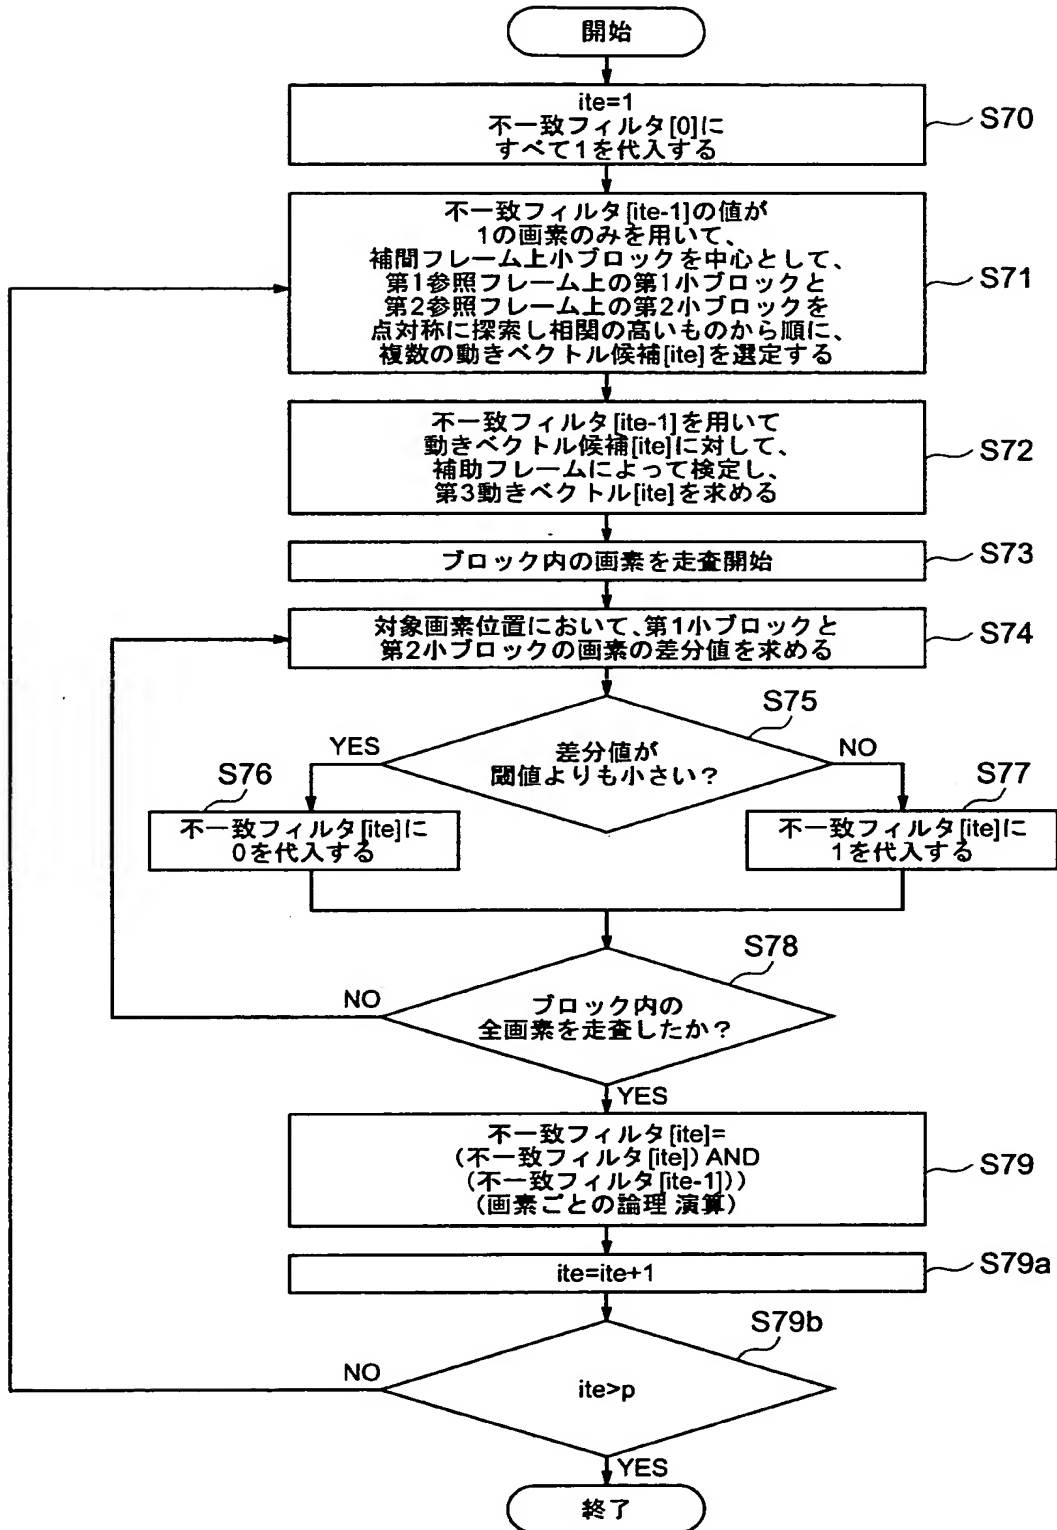 開始
ite=1
不一致フィルタ[0]に
すべて1を代入する
S70
不一致フィルタ[ite-1]の値が
1の画素のみを用いて、
補間フレーム上小ブロックを中心として、
第1参照フレーム上の第1小ブロックと
第2参照フレーム上の第2小ブロックを
点対称に探索し相関の高いものから順に、
複数の動きベクトル候補[ite]を選定する
S71
不一致フィルタ[ite-1]を用いて
動きベクトル候補[ite]に対して、
補助フレームによって検定し、
第3動きベクトル[ite]を求める
S72
ブロック内の画素を走査開始
S73
対象画素位置において、第1小ブロックと
第2小ブロックの画素の差分値を求める
S74
S75
差分値が
閾値よりも小さい?
YES
NO
S76
不一致フィルタ[ite]に
0を代入する
S77
不一致フィルタ[ite]に
1を代入する
S78
ブロック内の
全画素を走査したか?
NO
YES
不一致フィルタ[ite]=
(不一致フィルタ[ite])AND
(不一致フィルタ[ite-1]))
(画素ごとの論理 演算)
S79
ite=ite+1
S79a
S79b
ite>p
NO
YES
終了